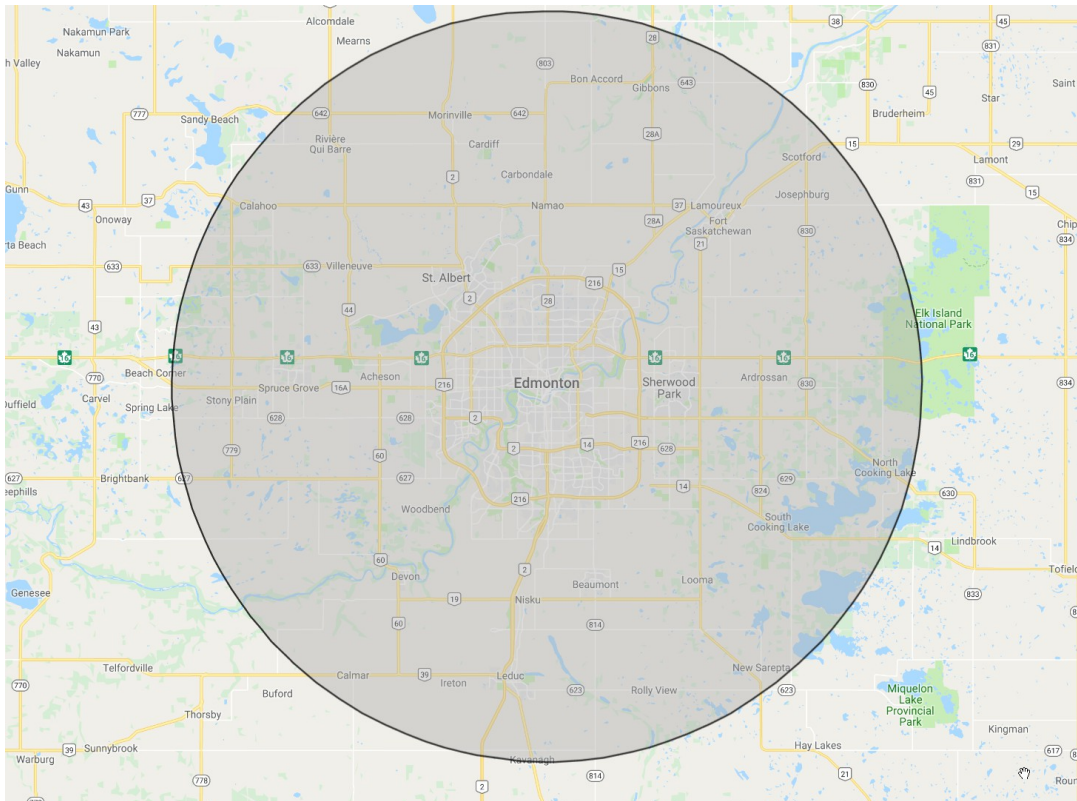 Alcomdale
38
45
Nakamun Park
28
Mearns
831
Nakamun
h Valley
803
Bon Accord
Gibbons
643
830
45
Star
Saint
777
Sandy Beach
642
Morinville
642
Bruderheim
28A
Rivière
Qui Barre
Cardiff
15
29
Scotford
Lamont
2
Carbondale
831
Gunn
37
Josephburg
15
43
Calahoo
Namao
37
Lamoureux
Onoway
28A
Fort
Saskatchewan
830
Chip
rta Beach
21
834
633
633
Villeneuve
St. Albert
15
216
2
28
44
Elk Island
National Park
43
16
16
16
16
16
16
16
Beach Corner
770
Acheson
Edmonton
Sherwood
Park
Ardrossan
830
834
Carvel
Spruce Grove
16A
216
Duffield
Spring Lake
Stony Plain
628
628
2
779
2
14
216
628
60
North
Cooking Lake
627
Brightbank
627
627
14
629
824
630
eephills
216
Woodbend
South
Cooking Lake
Lindbrook
14
60
2
Devon
Beaumont
Looma
Tofiel
Genesee
19
Nisku
833
8
60
814
Telfordville
Calmar
39
Ireton
Leduc
New Sarepta
770
Buford
623
Rolly View
623
Miquelon
Lake
Provincial
Park
Thorsby
Kingman
39
Sunnybrook
Hay Lakes
617
8
Warburg
Kavanagh
778
2
814
21
Roun